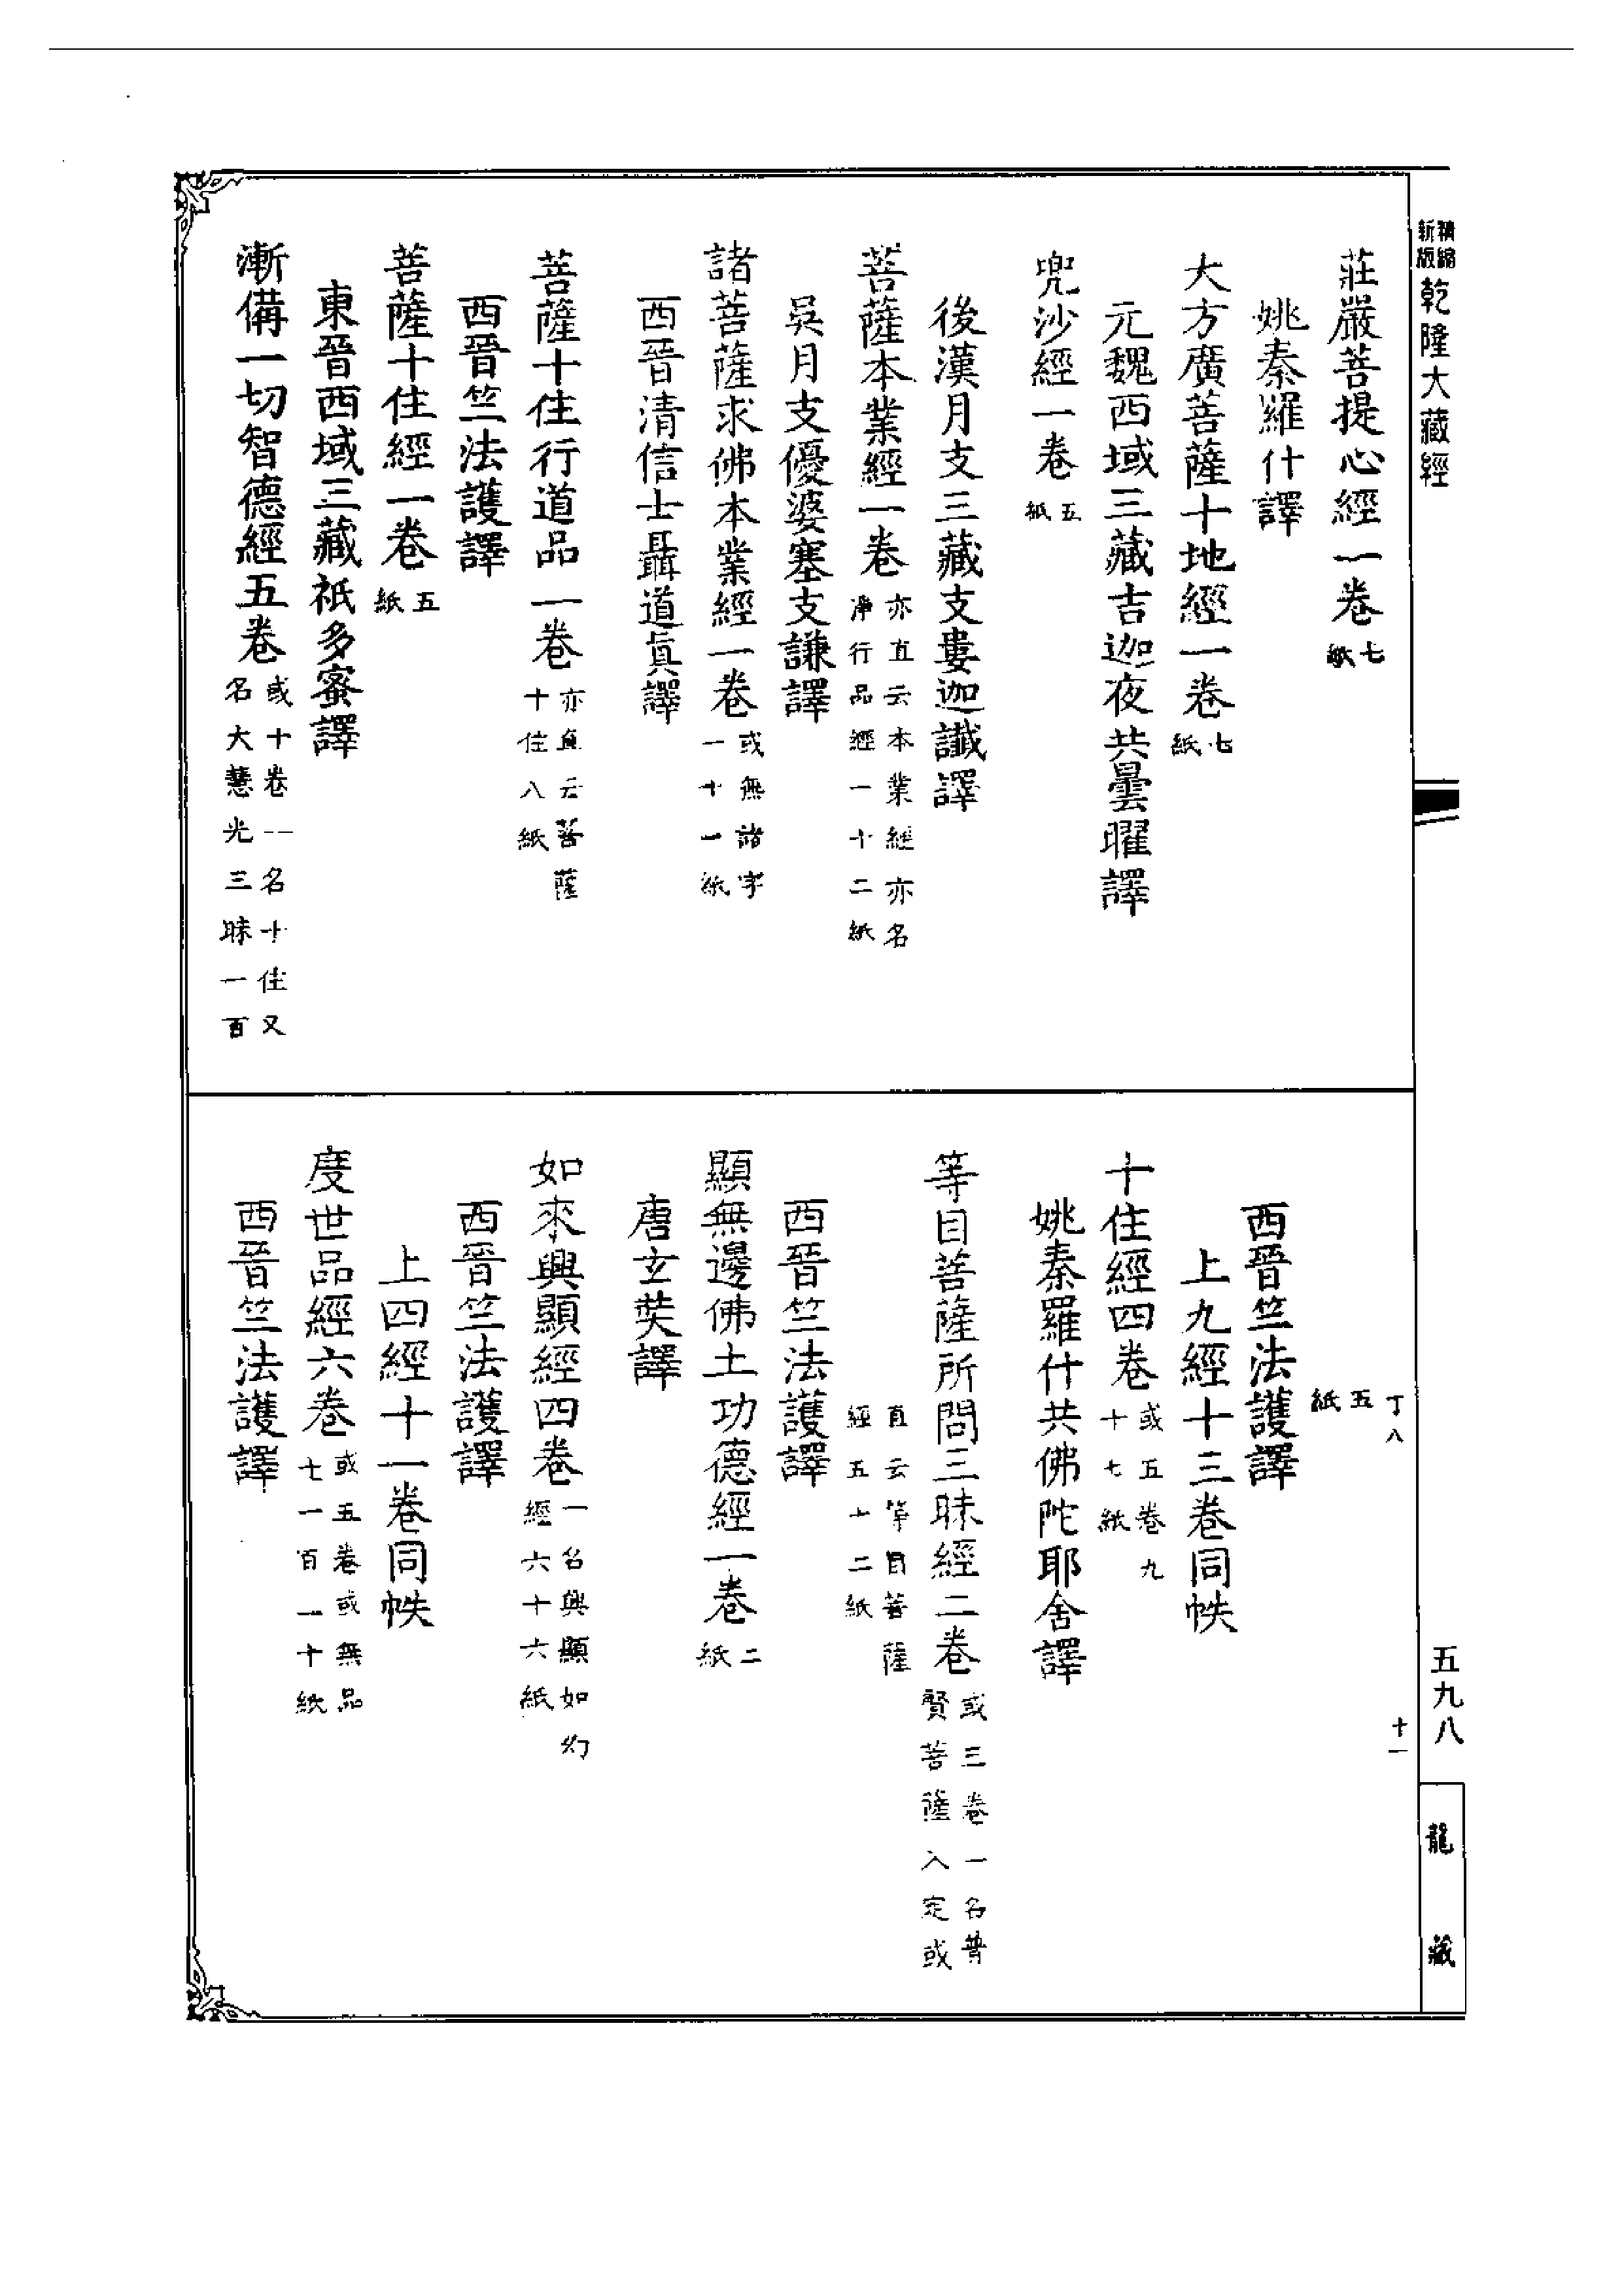 精縮新版
乾隆大藏經
莊嚴菩提心經一卷七紙
姚秦羅什譯
大方廣菩薩十地經一卷七紙
元魏西域三藏吉迦夜共曇曜譯
兜沙經一卷五紙
後漢月支三藏支婁迦讖譯
菩薩本業經一卷亦直云本業經亦名淨行品經一十二紙
吳月支優婆塞支謙譯
諸菩薩求佛本業經一卷或無諸字一十一紙
西晉清信士聶道真譯
菩薩十住行道品一卷亦直云菩薩十住八紙
西晉竺法護譯
菩薩十住經一卷五紙
東晉西域三藏祇多蜜譯
漸備一切智德經五卷或十卷一名十住又名大慧光三昧一百
丁八
十一
五紙
西晉竺法護譯
上九經十三卷同帙
十住經四卷或五卷九十七紙
姚秦羅什共佛陀耶舍譯
等目菩薩所問三昧經二卷或三卷一名普賢菩薩入定或
直云等目菩薩經五十二紙
西晉竺法護譯
顯無邊佛土功德經一卷二紙
唐玄奘譯
如來興顯經四卷一名興顯如幻經六十六紙
西晉竺法護譯
上四經十一卷同帙
度世品經六卷或五卷或無品七一百一十紙
西晉竺法護譯
五九八
龍藏